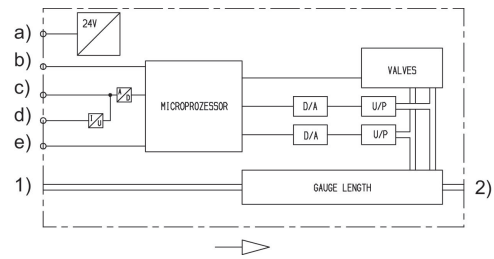 a)
24V
b)
c)
A
D
d)
I
U
e)
MICROPROZESSOR
VALVES
D/A
U/P
D/A
U/P
1)
GAUGE LENGTH
2)